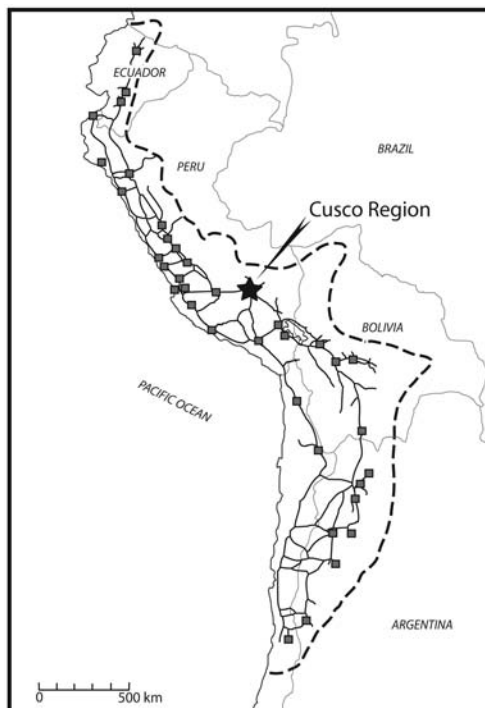 ECUADOR
PERU
BRAZIL
Cusco Region
BOLIVIA
PACIFIC OCEAN
ARGENTINA
0 500 km